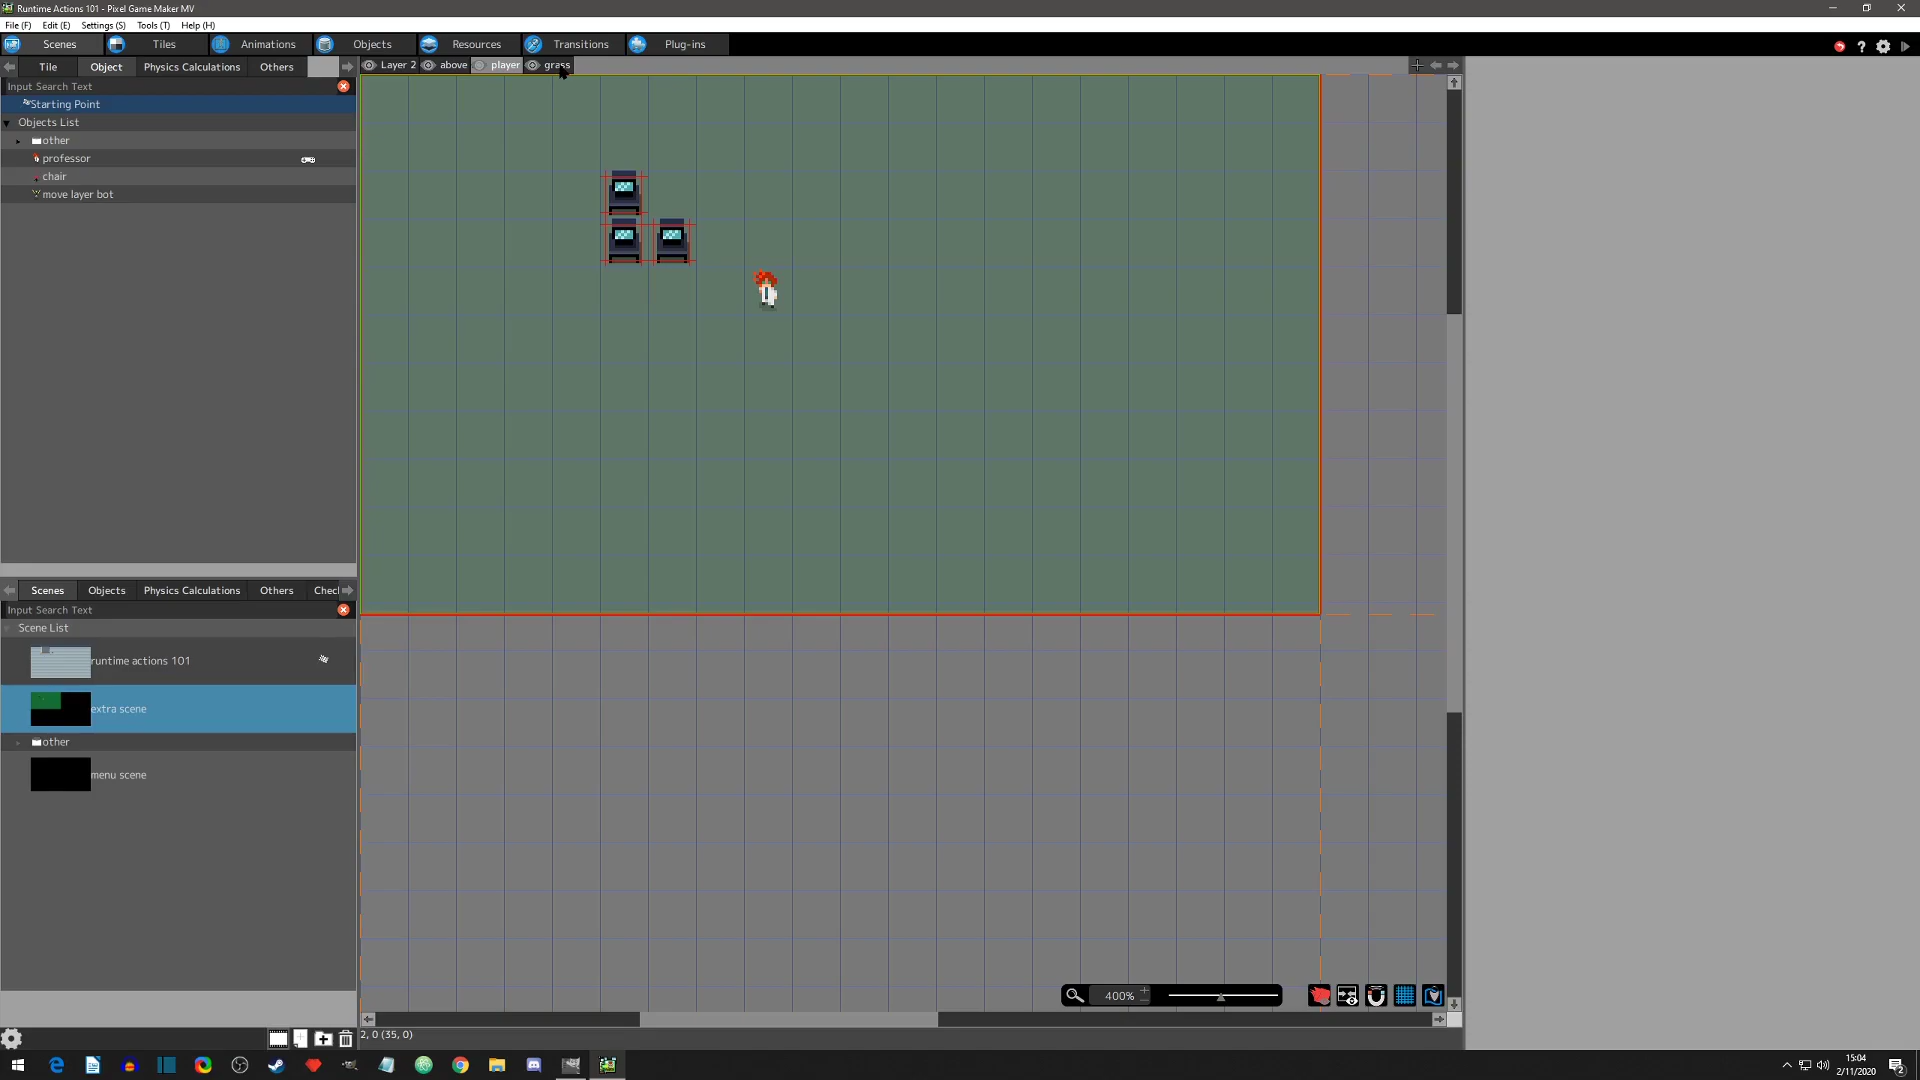 Runtime Actions 101 - Pixel Game Maker MV
File (F) Edit (E) Settings (S) Tools (T) Help (H)
Scenes Tiles Animations Objects Resources Transitions Plug-ins
Tile Object Physics Calculations Others
Layer 2 above player grass
Input Search Text
Starting Point
Objects List
other
professor
chair
move layer bot
Scenes Objects Physics Calculations Others Chec
Input Search Text
Scene List
runtime actions 101
extra scene
other
menu scene
400%
2, 0 (35, 0)
15:04
2/11/2020
2